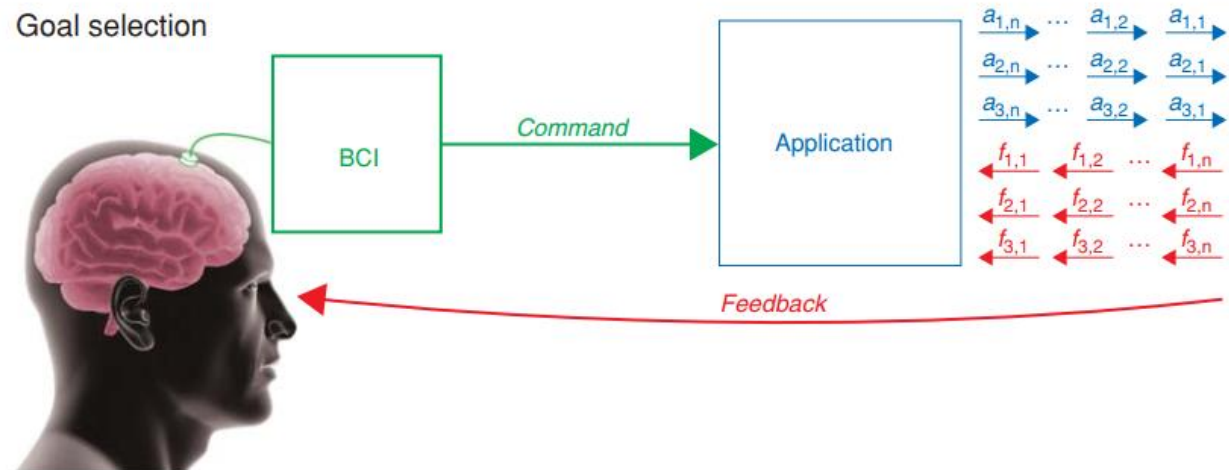 Goal selection
BCI
Command
Application
a1,n ... a1,2 a1,1
a2,n ... a2,2 a2,1
a3,n ... a3,2 a3,1
f1,1 f1,2 ... f1,n
f2,1 f2,2 ... f2,n
f3,1 f3,2 ... f3,n
Feedback